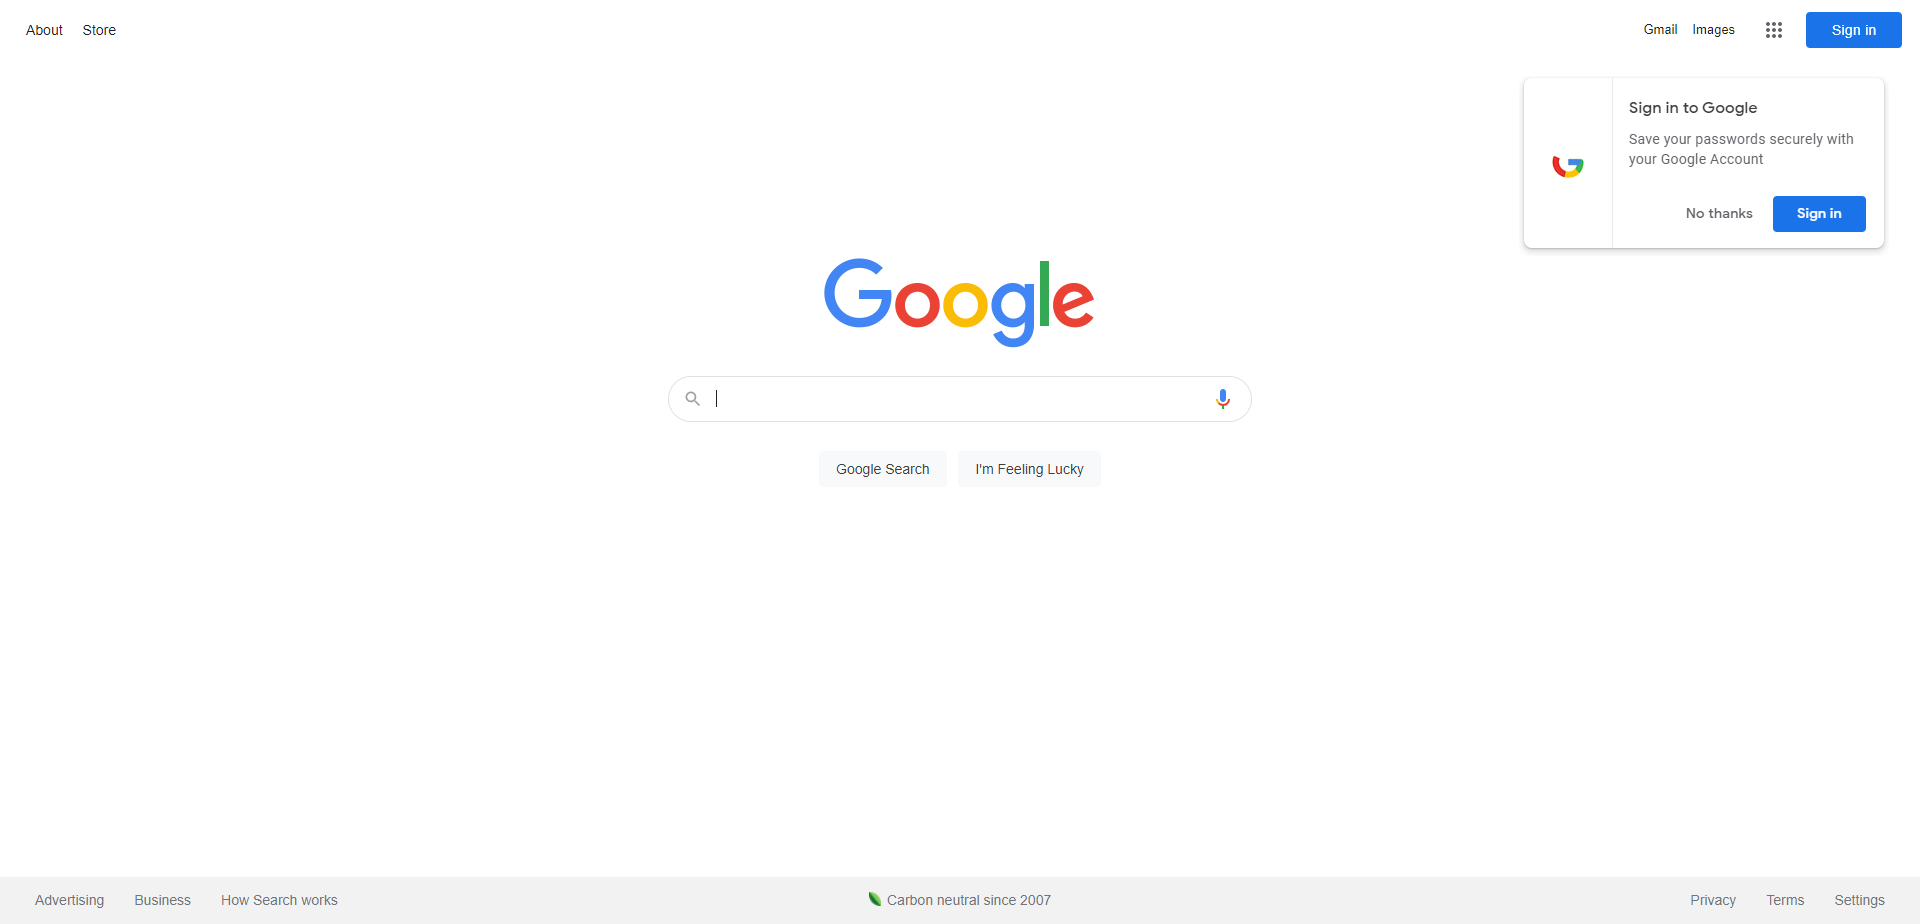 About Store
Gmail Images Sign in
Sign in to Google
Save your passwords securely with
your Google Account
No thanks Sign in
Google
Google Search I'm Feeling Lucky
Advertising Business How Search works Carbon neutral since 2007 Privacy Terms Settings